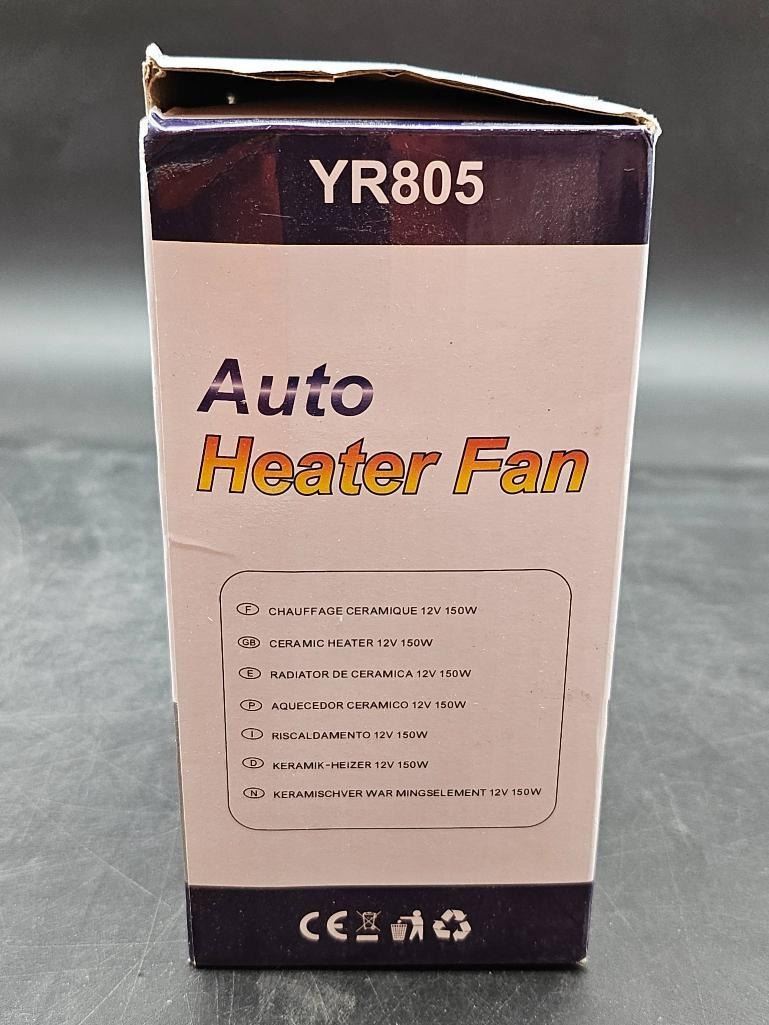 YR805
Auto
Heater Fan
F CHAUFFAGE CERAMIQUE 12V 150W
GB CERAMIC HEATER 12V 150W
E RADIATOR DE CERAMICA 12V 150W
P AQUECEDOR CERAMICO 12V 150W
I RISCALDAMENTO 12V 150W
D KERAMIK-HEIZER 12V 150W
N KERAMISCHVER WAR MINGSELEMENT 12V 150W
CE